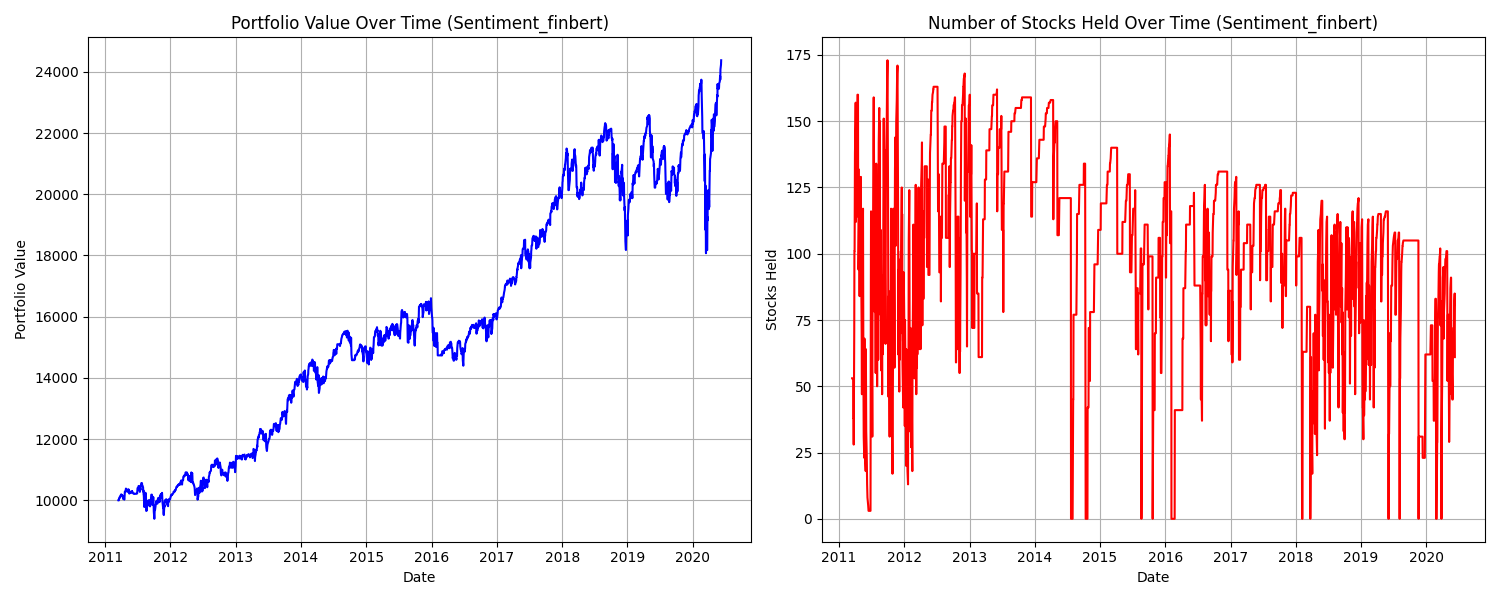 Portfolio Value Over Time (Sentiment_finbert)
Portfolio Value
24000
22000
20000
18000
16000
14000
12000
10000
2011 2012 2013 2014 2015 2016 2017 2018 2019 2020
Date
Number of Stocks Held Over Time (Sentiment_finbert)
Stocks Held
175
150
125
100
75
50
25
0
2011 2012 2013 2014 2015 2016 2017 2018 2019 2020
Date